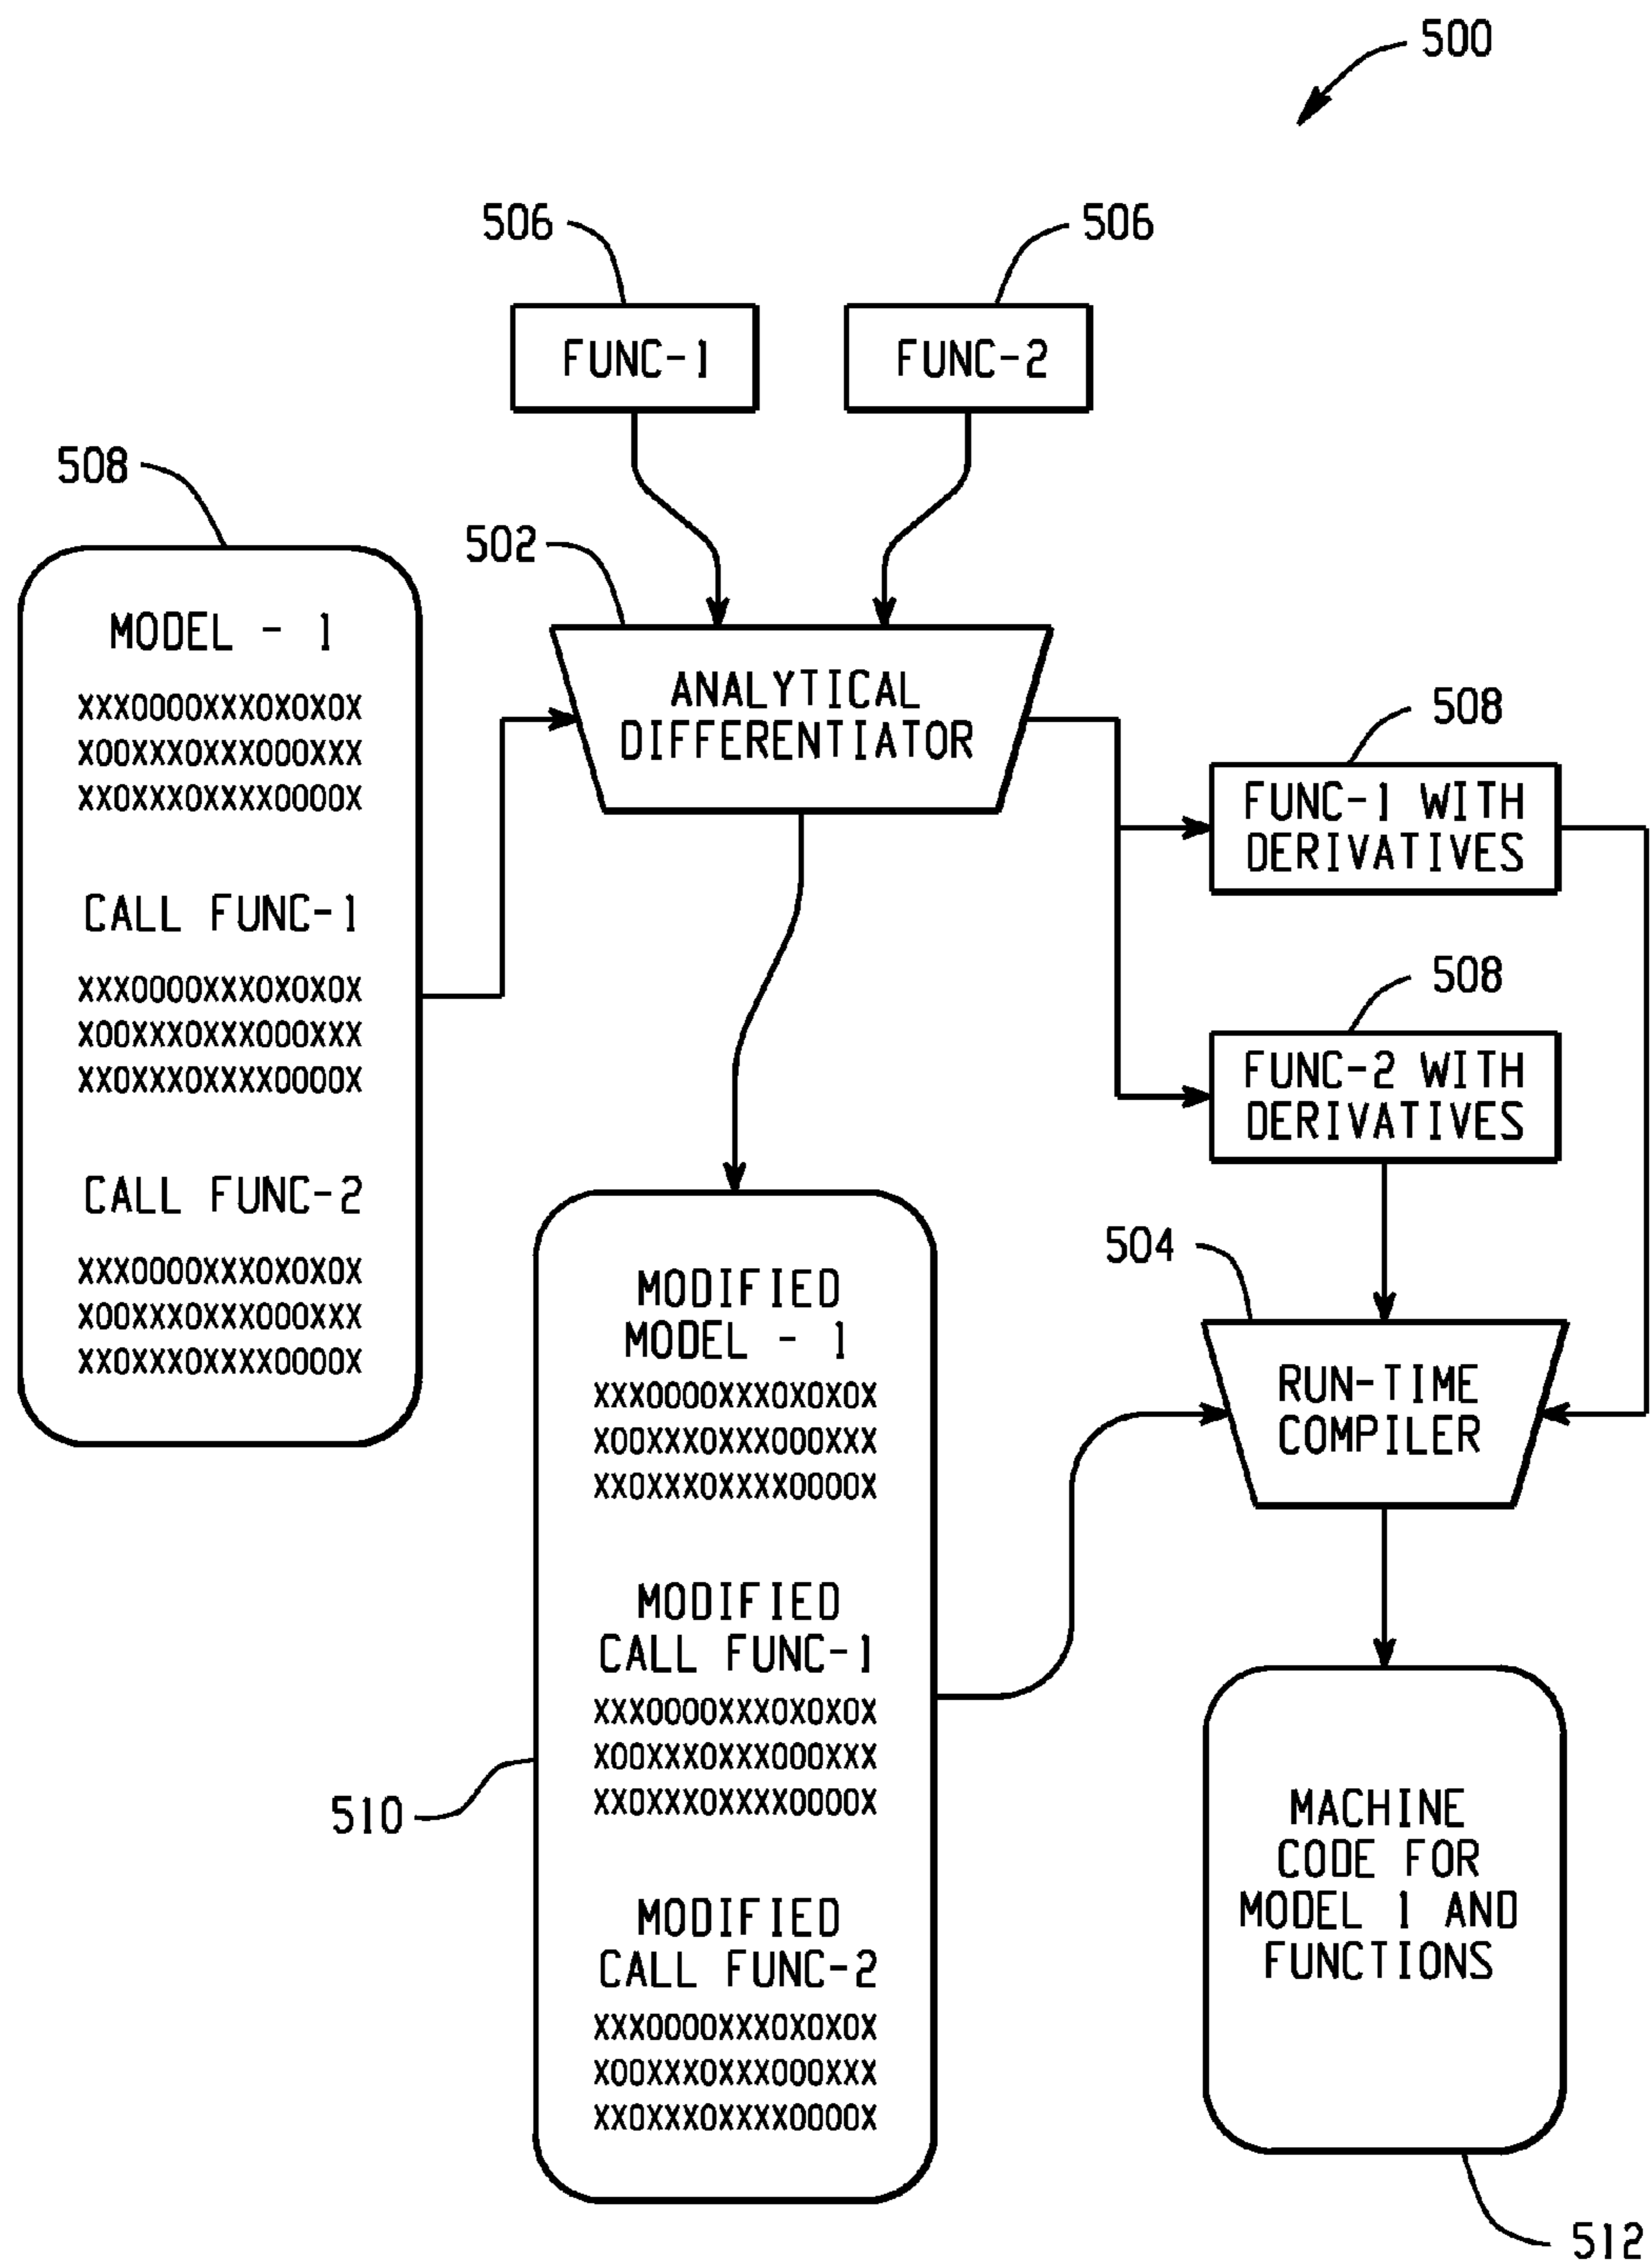 500
506
506
FUNC-1
FUNC-2
508
MODEL - 1
XXX0000XXX0X0X0X
X00XXX0XXX000XXX
XX0XXX0XXXX0000X
CALL FUNC-1
XXX0000XXX0X0X0X
X00XXX0XXX000XXX
XX0XXX0XXXX0000X
CALL FUNC-2
XXX0000XXX0X0X0X
X00XXX0XXX000XXX
XX0XXX0XXXX0000X
502
ANALYTICAL
DIFFERENTIATOR
508
FUNC-1 WITH
DERIVATIVES
508
FUNC-2 WITH
DERIVATIVES
510
MODIFIED
MODEL - 1
XXX0000XXX0X0X0X
X00XXX0XXX000XXX
XX0XXX0XXXX0000X
MODIFIED
CALL FUNC-1
XXX0000XXX0X0X0X
X00XXX0XXX000XXX
XX0XXX0XXXX0000X
MODIFIED
CALL FUNC-2
XXX0000XXX0X0X0X
X00XXX0XXX000XXX
XX0XXX0XXXX0000X
504
RUN-TIME
COMPILER
MACHINE
CODE FOR
MODEL 1 AND
FUNCTIONS
512